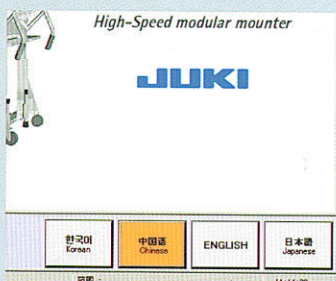 High-Speed modular mounter
JUKI
한국어
Korean
中国语
Chinese
ENGLISH
日本語
Japanese